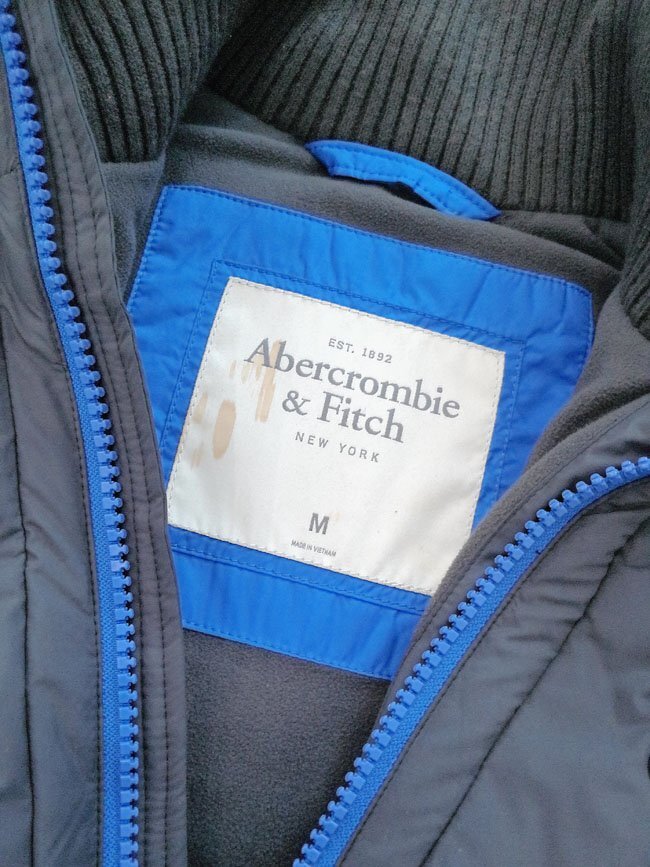 EST. 1892
Abercrombie
& Fitch
NEW YORK
M
MADE IN VIETNAM